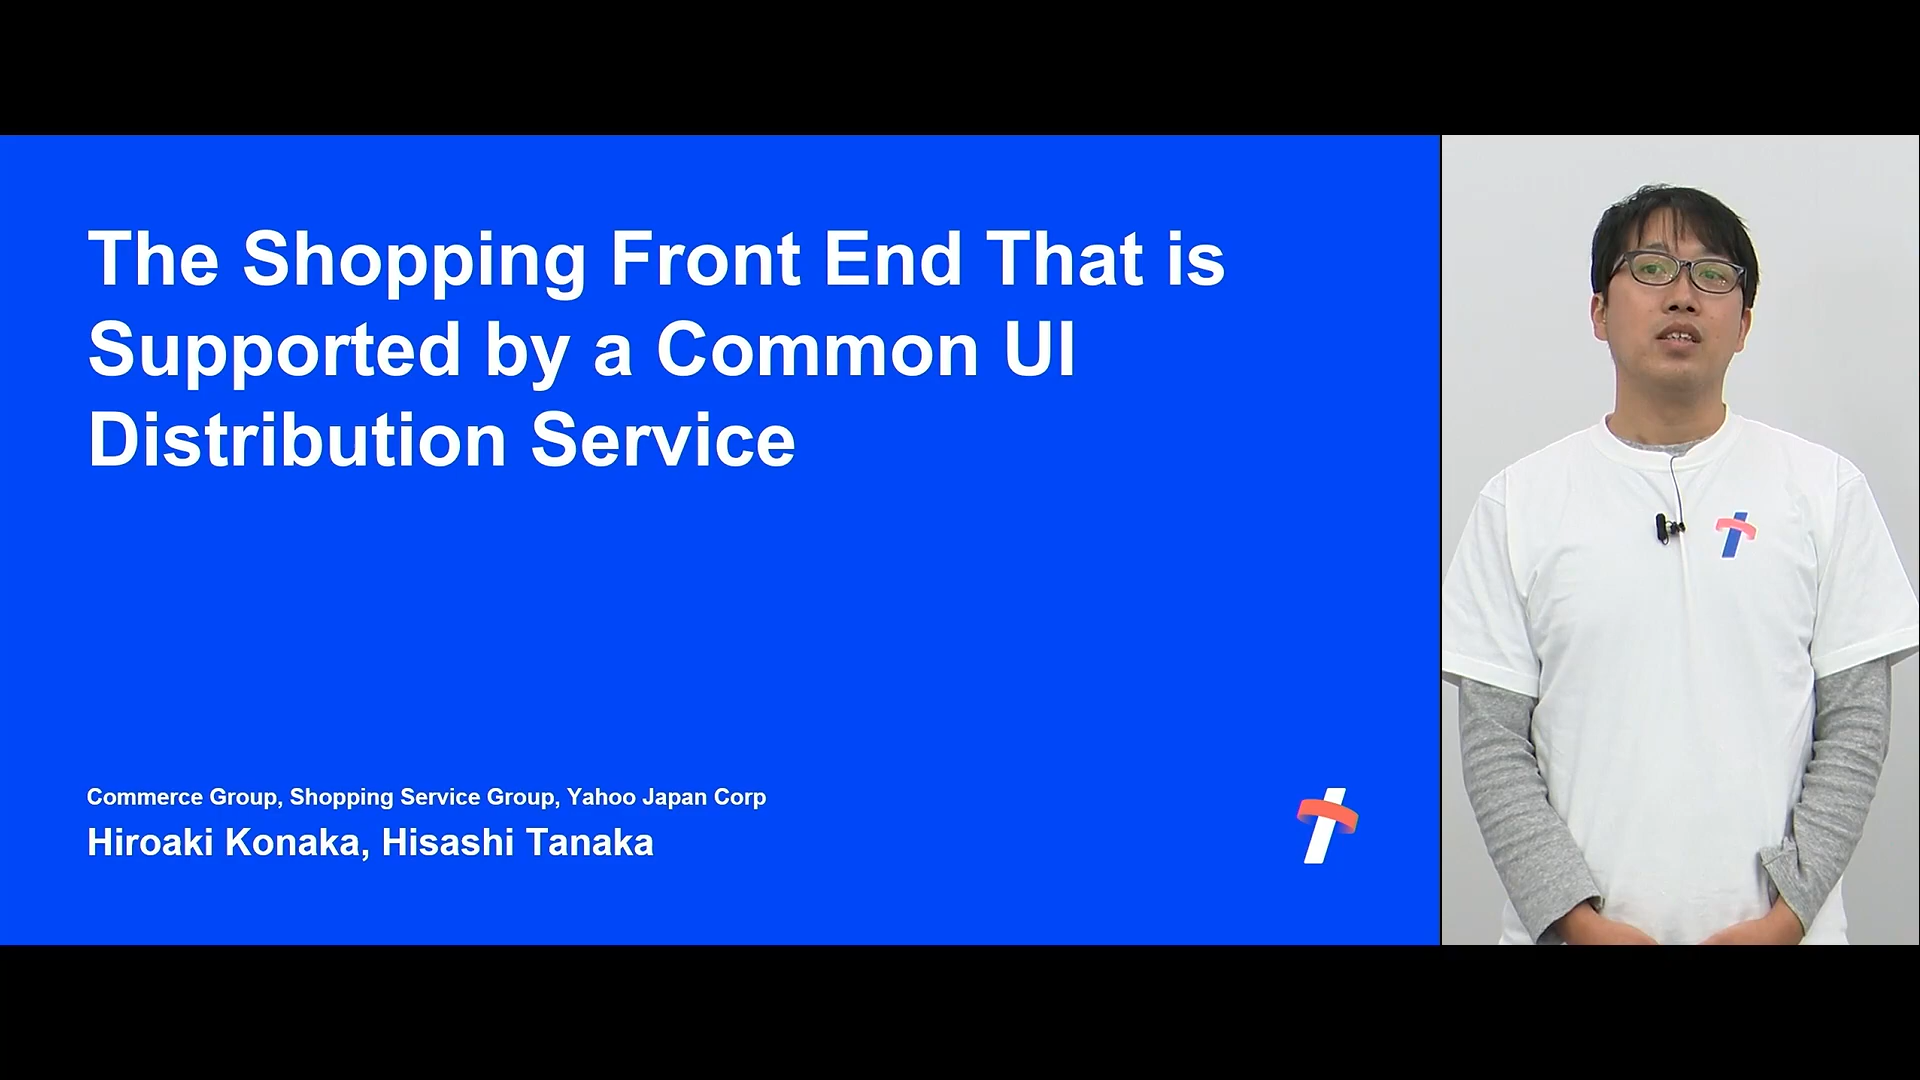 The Shopping Front End That is
Supported by a Common UI
Distribution Service
Commerce Group, Shopping Service Group, Yahoo Japan Corp
Hiroaki Konaka, Hisashi Tanaka